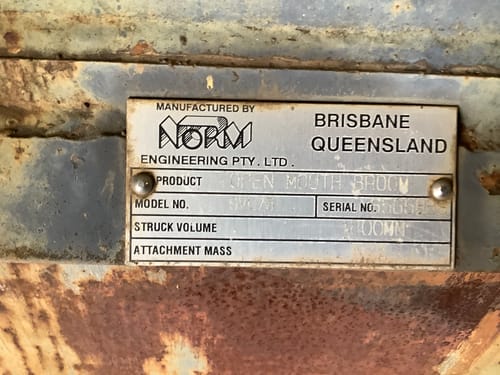 MANUFACTURED BY
NORM
ENGINEERING PTY. LTD.
BRISBANE
QUEENSLAND
PRODUCT OPEN MOUTH BROOM
MODEL NO.
SERIAL NO.
STRUCK VOLUME
ATTACHMENT MASS